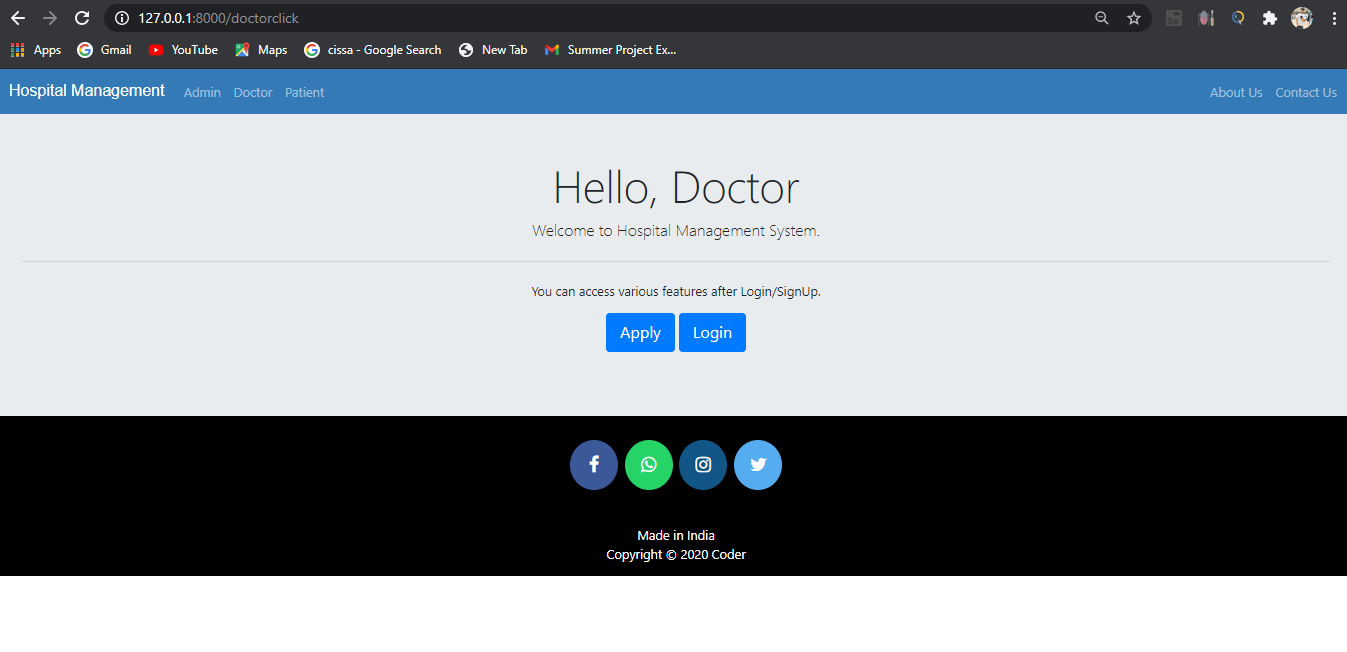 127.0.0.1:8000/doctorclick
Apps Gmail YouTube Maps cissa - Google Search New Tab Summer Project Ex...
Hospital Management Admin Doctor Patient About Us Contact Us
Hello, Doctor
Welcome to Hospital Management System.
You can access various features after Login/SignUp.
Apply Login
Made in India
Copyright © 2020 Coder